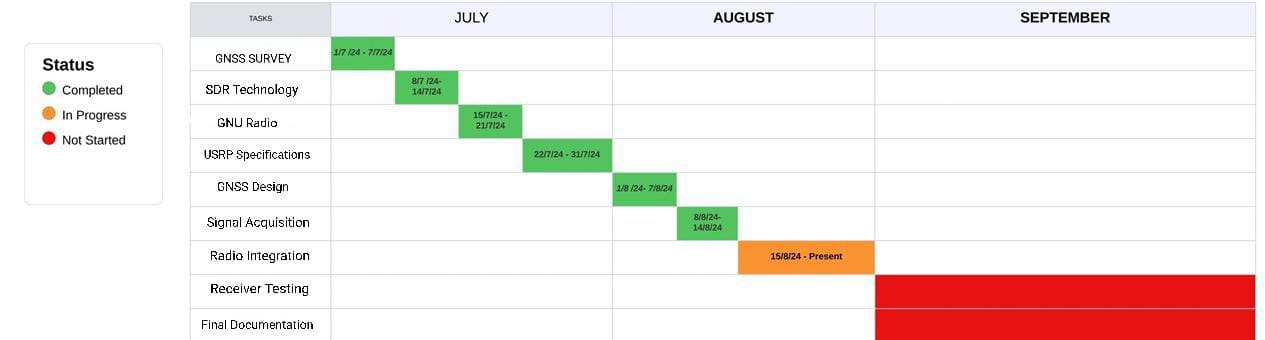 TASKS
JULY
AUGUST
SEPTEMBER
Status
Completed
In Progress
Not Started
GNSS SURVEY
1/7 /24 - 7/7/24
SDR Technology
8/7 /24-
14/7/24
GNU Radio
15/7/24 -
21/7/24
USRP Specifications
22/7/24 - 31/7/24
GNSS Design
1/8 /24- 7/8/24
Signal Acquisition
8/8/24-
14/8/24
Radio Integration
15/8/24 - Present
Receiver Testing
Final Documentation